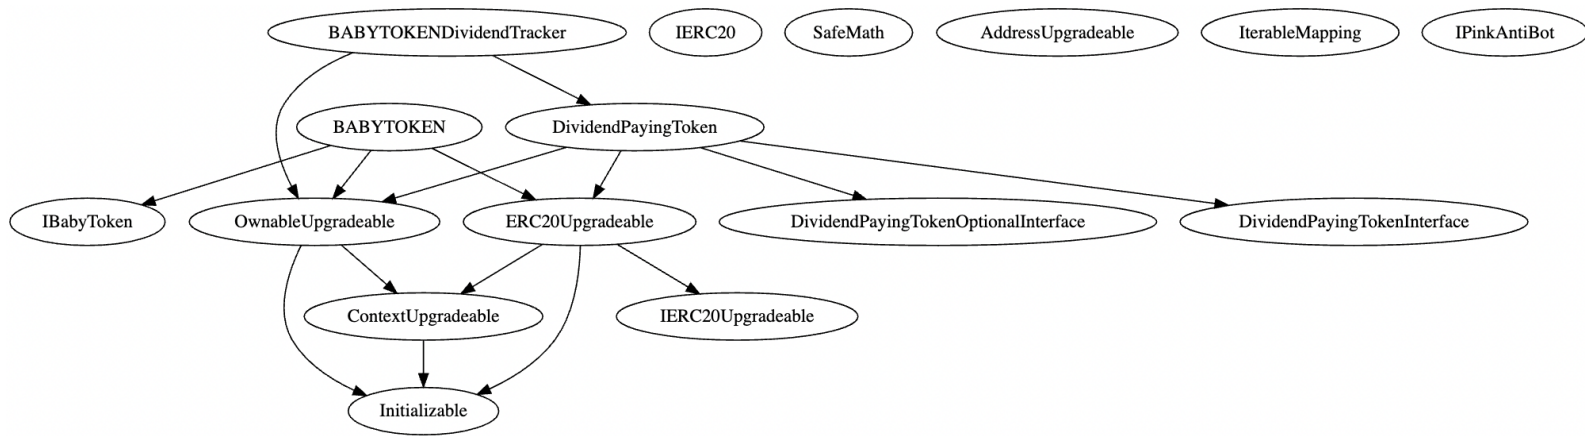 BABYTOKENDividendTracker
IERC20
SafeMath
AddressUpgradeable
IterableMapping
IPinkAntiBot
BABYTOKEN
DividendPayingToken
IBabyToken
OwnableUpgradeable
ERC20Upgradeable
DividendPayingTokenOptionalInterface
DividendPayingTokenInterface
ContextUpgradeable
IERC20Upgradeable
Initializable